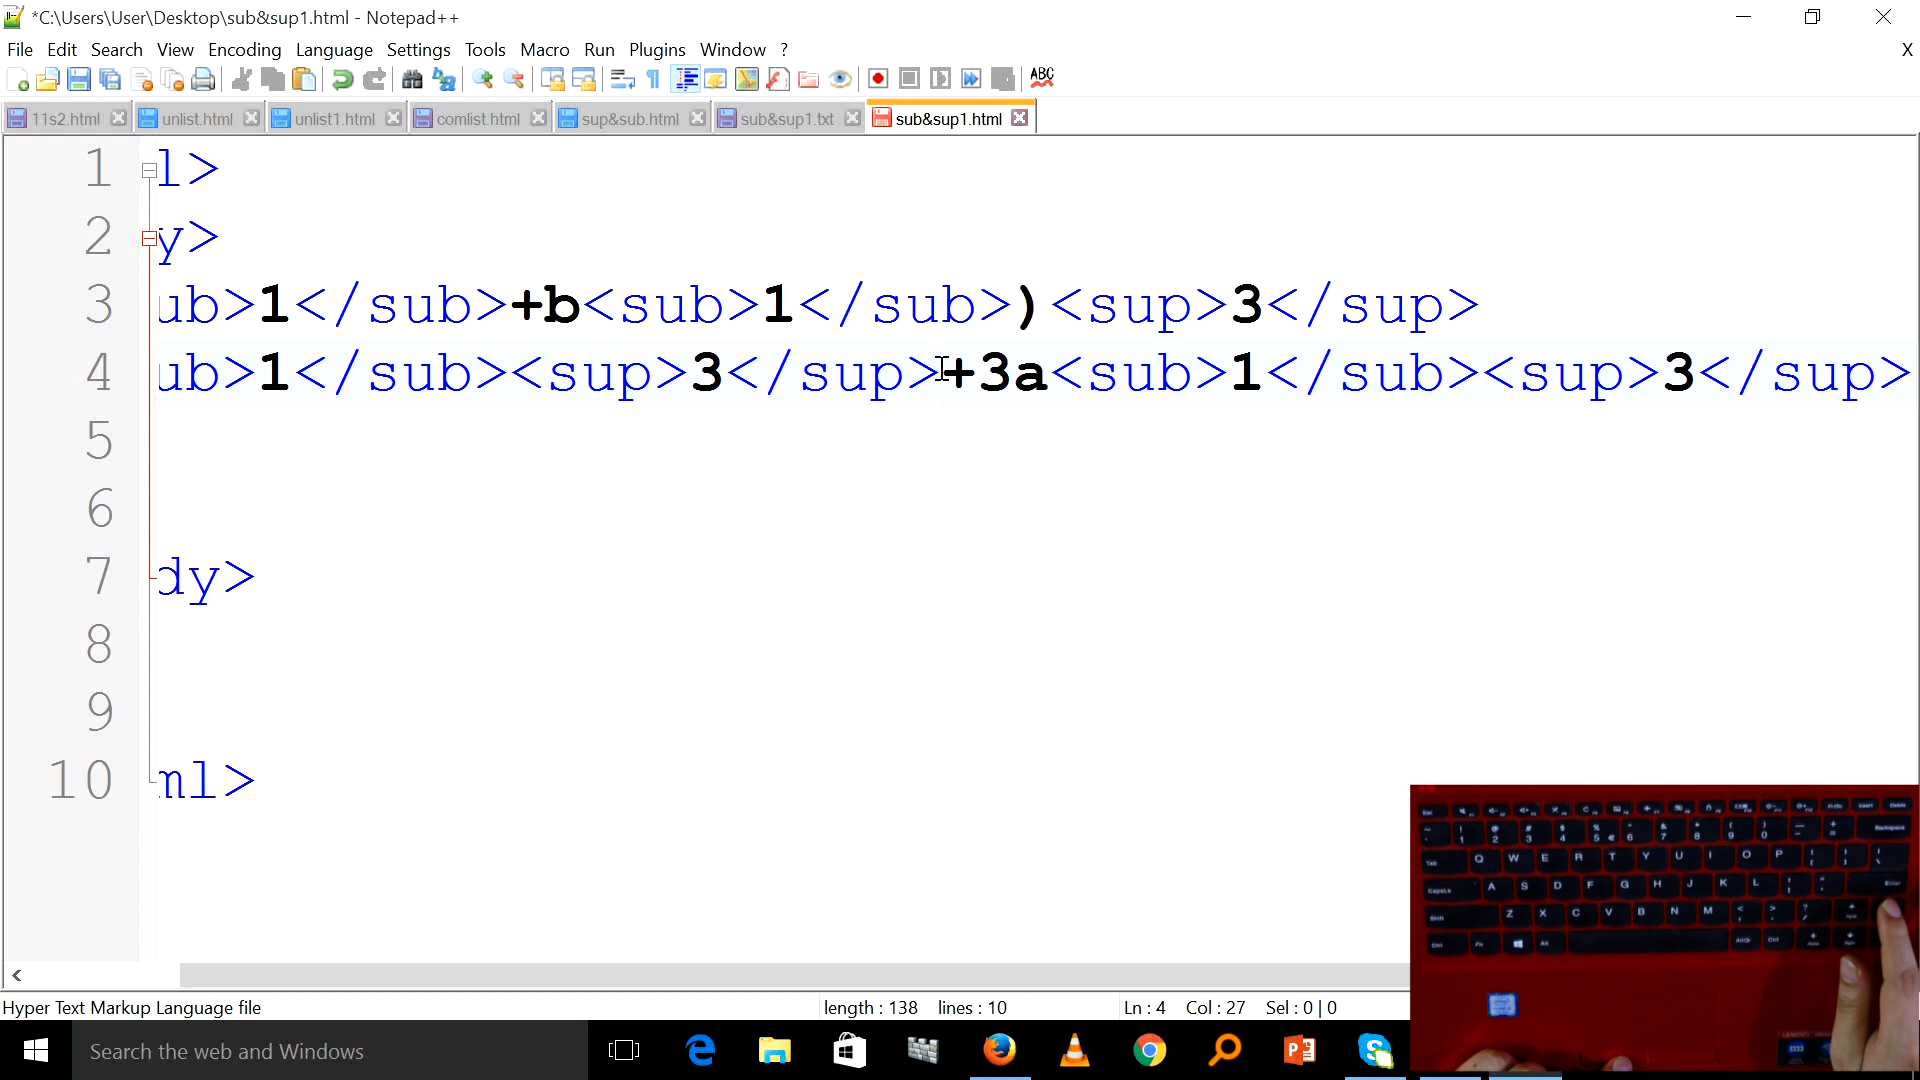 *C:\Users\User\Desktop\sub&sup1.html - Notepad++
File Edit Search View Encoding Language Settings Tools Macro Run Plugins Window ? X
ABC
11s2.html unlist.html unlist1.html comlist.html sup&sub.html sub&sup1.txt sub&sup1.html
1 l>
2 y>
3 ub>1</sub>+b<sub>1</sub>)<sup>3</sup>
4 ub>1</sub><sup>3</sup>+3a<sub>1</sub><sup>3</sup>
5
6
7 dy>
8
9
10 ml>
Hyper Text Markup Language file length : 138 lines : 10 Ln : 4 Col : 27 Sel : 0 | 0
Search the web and Windows
Q W E R T Y U I O P
A S D F G H J K L
Z X C V B N M